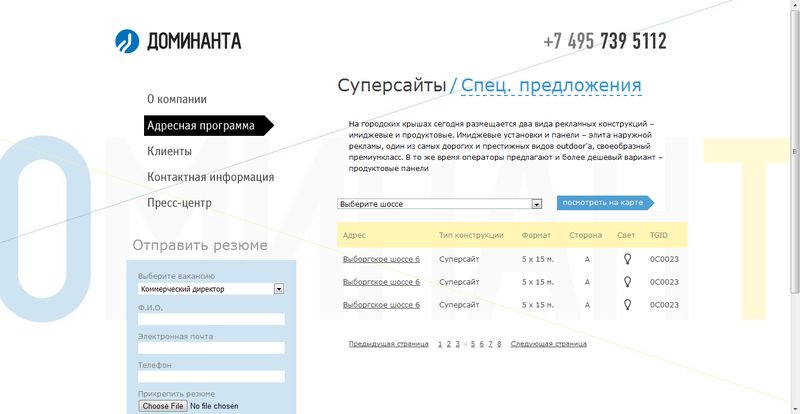 ДОМИНАНТА
+7 495 739 5112
О компании
Адресная программа
Клиенты
Контактная информация
Пресс-центр
Отправить резюме
Выберите вакансию
Коммерческий директор
Ф.И.О.
Электронная почта
Телефон
Прикрепить резюме
Choose File No file chosen
Суперсайты / Спец. предложения
На городских крышах сегодня размещается два вида рекламных конструкций –
имиджевые и продуктовые. Имиджевые установки и панели – элита наружной
рекламы, один из самых дорогих и престижных видов outdoor'а, своеобразный
премиумкласс. В то же время операторы предлагают и более дешевый вариант –
продуктовые панели
Выберите шоссе
посмотреть на карте
Адрес Тип конструкции Формат Сторона Свет TGID
Выборгское шоссе 6 Суперсайт 5 х 15 м. А 0C0023
Выборгское шоссе 6 Суперсайт 5 х 15 м. А 0C0023
Выборгское шоссе 6 Суперсайт 5 х 15 м. А 0C0023
Предыдущая страница 1 2 3 4 5 6 7 8 Следующая страница